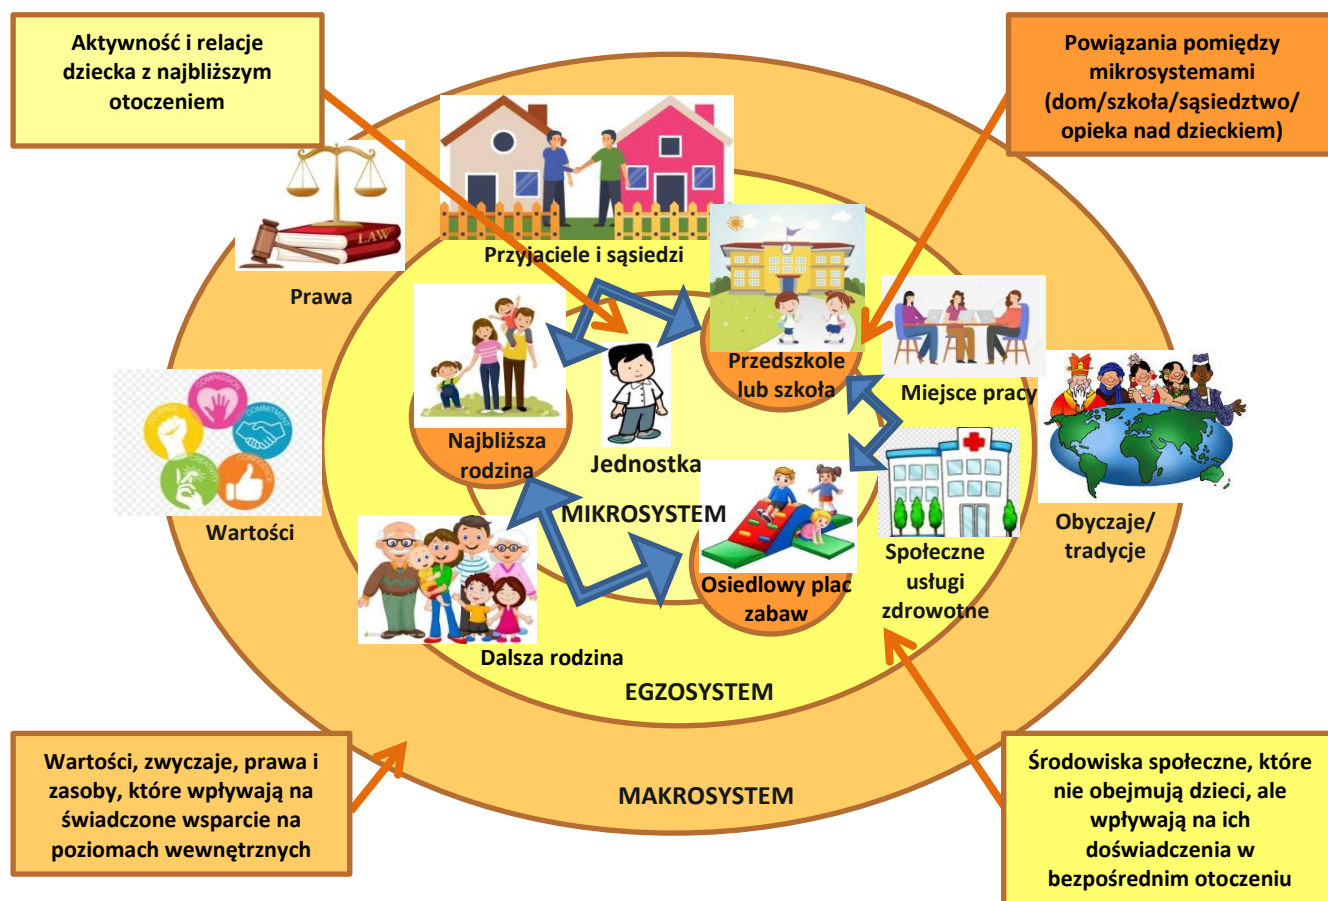 Aktywność i relacje
dziecka z najbliższym
otoczeniem
Powiązania pomiędzy
mikrosystemami
(dom/szkoła/sąsiedztwo/
opieka nad dzieckiem)
LAW
Przyjaciele i sąsiedzi
Prawa
Przedszkole
lub szkoła
Miejsce pracy
COMPASSION
COURAGE
COMMITMENT
Najbliższa
rodzina
Jednostka
MIKROSYSTEM
Wartości
Obyczaje/
tradycje
Społeczne
usługi
zdrowotne
Osiedlowy plac
zabaw
Dalsza rodzina
EGZOSYSTEM
MAKROSYSTEM
Wartości, zwyczaje, prawa i
zasoby, które wpływają na
świadczone wsparcie na
poziomach wewnętrznych
Środowiska społeczne, które
nie obejmują dzieci, ale
wpływają na ich
doświadczenia w
bezpośrednim otoczeniu